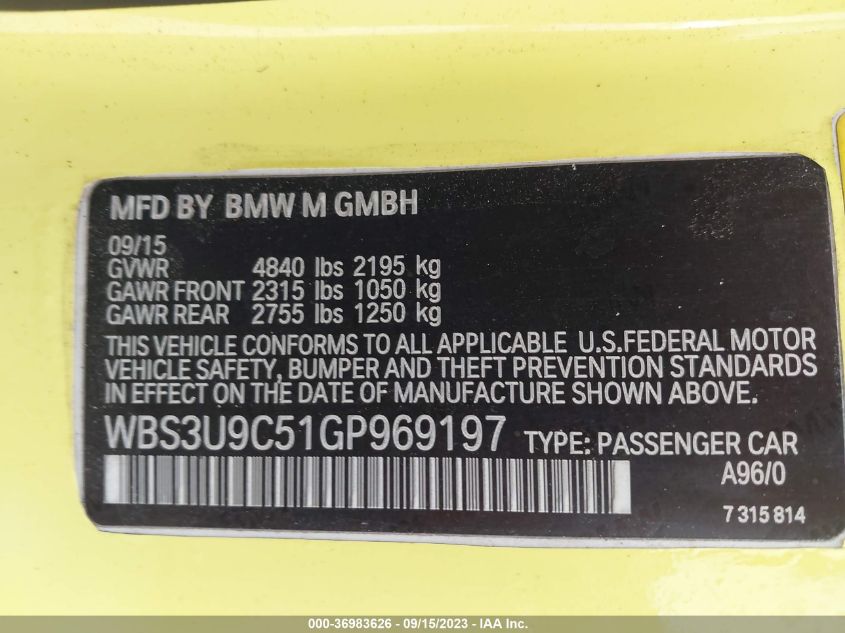 MFD BY BMW M GMBH
09/15
GVWR 4840 lbs 2195 kg
GAWR FRONT 2315 lbs 1050 kg
GAWR REAR 2755 lbs 1250 kg
THIS VEHICLE CONFORMS TO ALL APPLICABLE U.S.FEDERAL MOTOR
VEHICLE SAFETY, BUMPER AND THEFT PREVENTION STANDARDS
IN EFFECT ON THE DATE OF MANUFACTURE SHOWN ABOVE.
WBS3U9C51GP969197 TYPE: PASSENGER CAR
A96/0
7 315 814
000-36983626 - 09/15/2023 - IAA Inc.